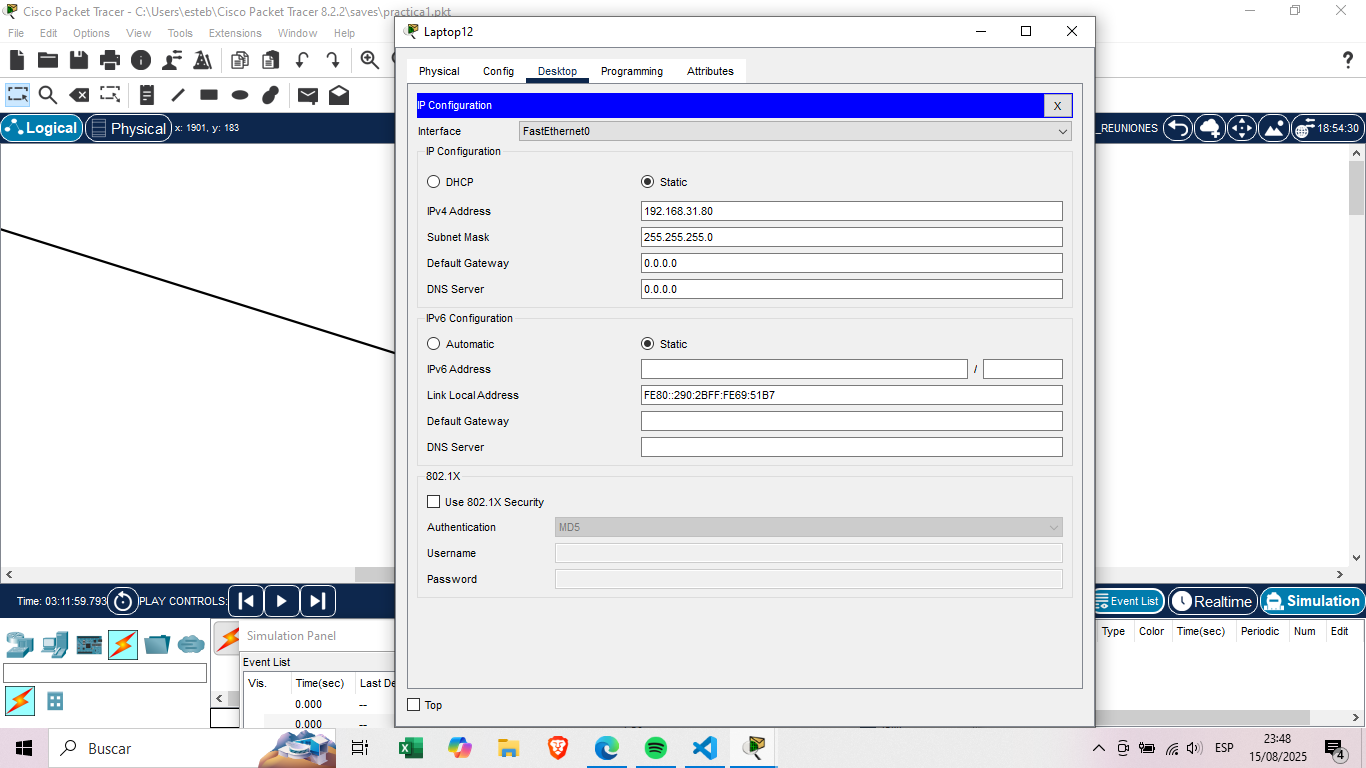 Cisco Packet Tracer - C:\Users\esteb\Cisco Packet Tracer 8.2.2\saves\practica1.pkt
File Edit Options View Tools Extensions Window Help
Laptop12
Physical Config Desktop Programming Attributes
IP Configuration X
Interface FastEthernet0
IP Configuration
DHCP Static
IPv4 Address 192.168.31.80
Subnet Mask 255.255.255.0
Default Gateway 0.0.0.0
DNS Server 0.0.0.0
IPv6 Configuration
Automatic Static
IPv6 Address /
Link Local Address FE80::290:2BFF:FE69:51B7
Default Gateway
DNS Server
802.1X
Use 802.1X Security
Authentication MD5
Username
Password
Top
Logical Physical x: 1901, y: 183
_REUNIONES 18:54:30
Time: 03:11:59.793 PLAY CONTROLS:
Event List Realtime Simulation
Simulation Panel
Event List
Vis. Time(sec) Last De
0.000 --
0.000 --
Type Color Time(sec) Periodic Num Edit
Buscar
ESP
23:48
15/08/2025
4